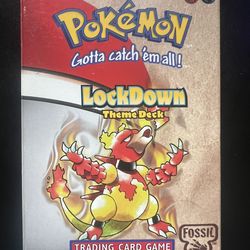 POKéMON
Gotta catch 'em all!
LockDown
Theme Deck
FOSSIL
TRADING CARD GAME